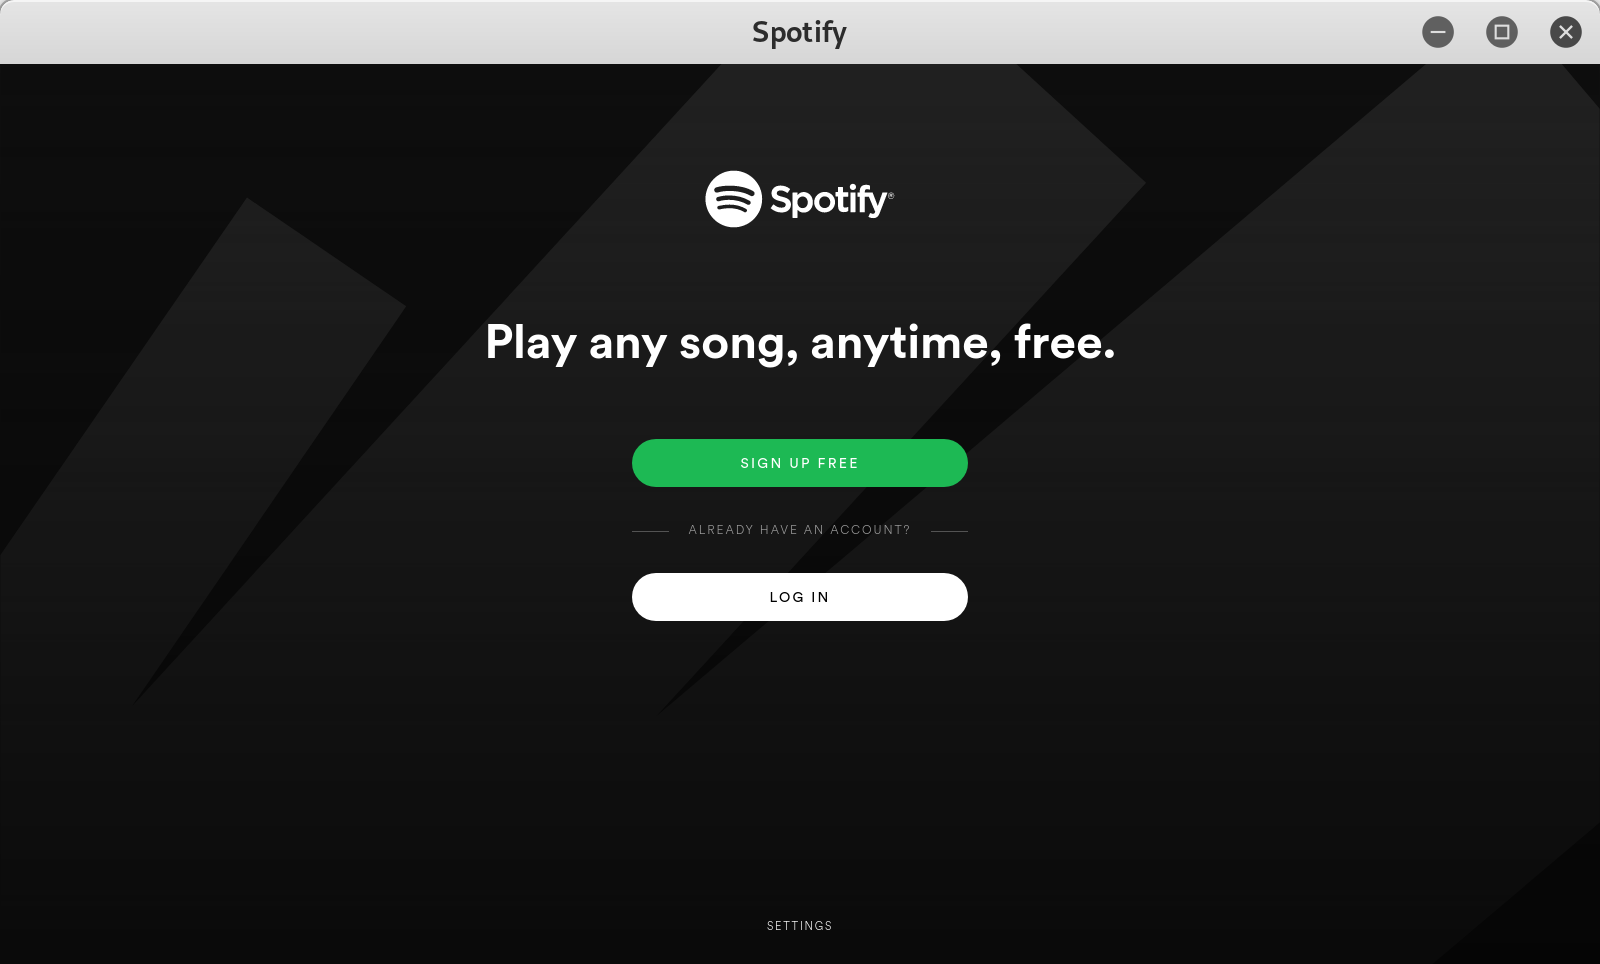 Spotify
Spotify®
Play any song, anytime, free.
SIGN UP FREE
ALREADY HAVE AN ACCOUNT?
LOG IN
SETTINGS